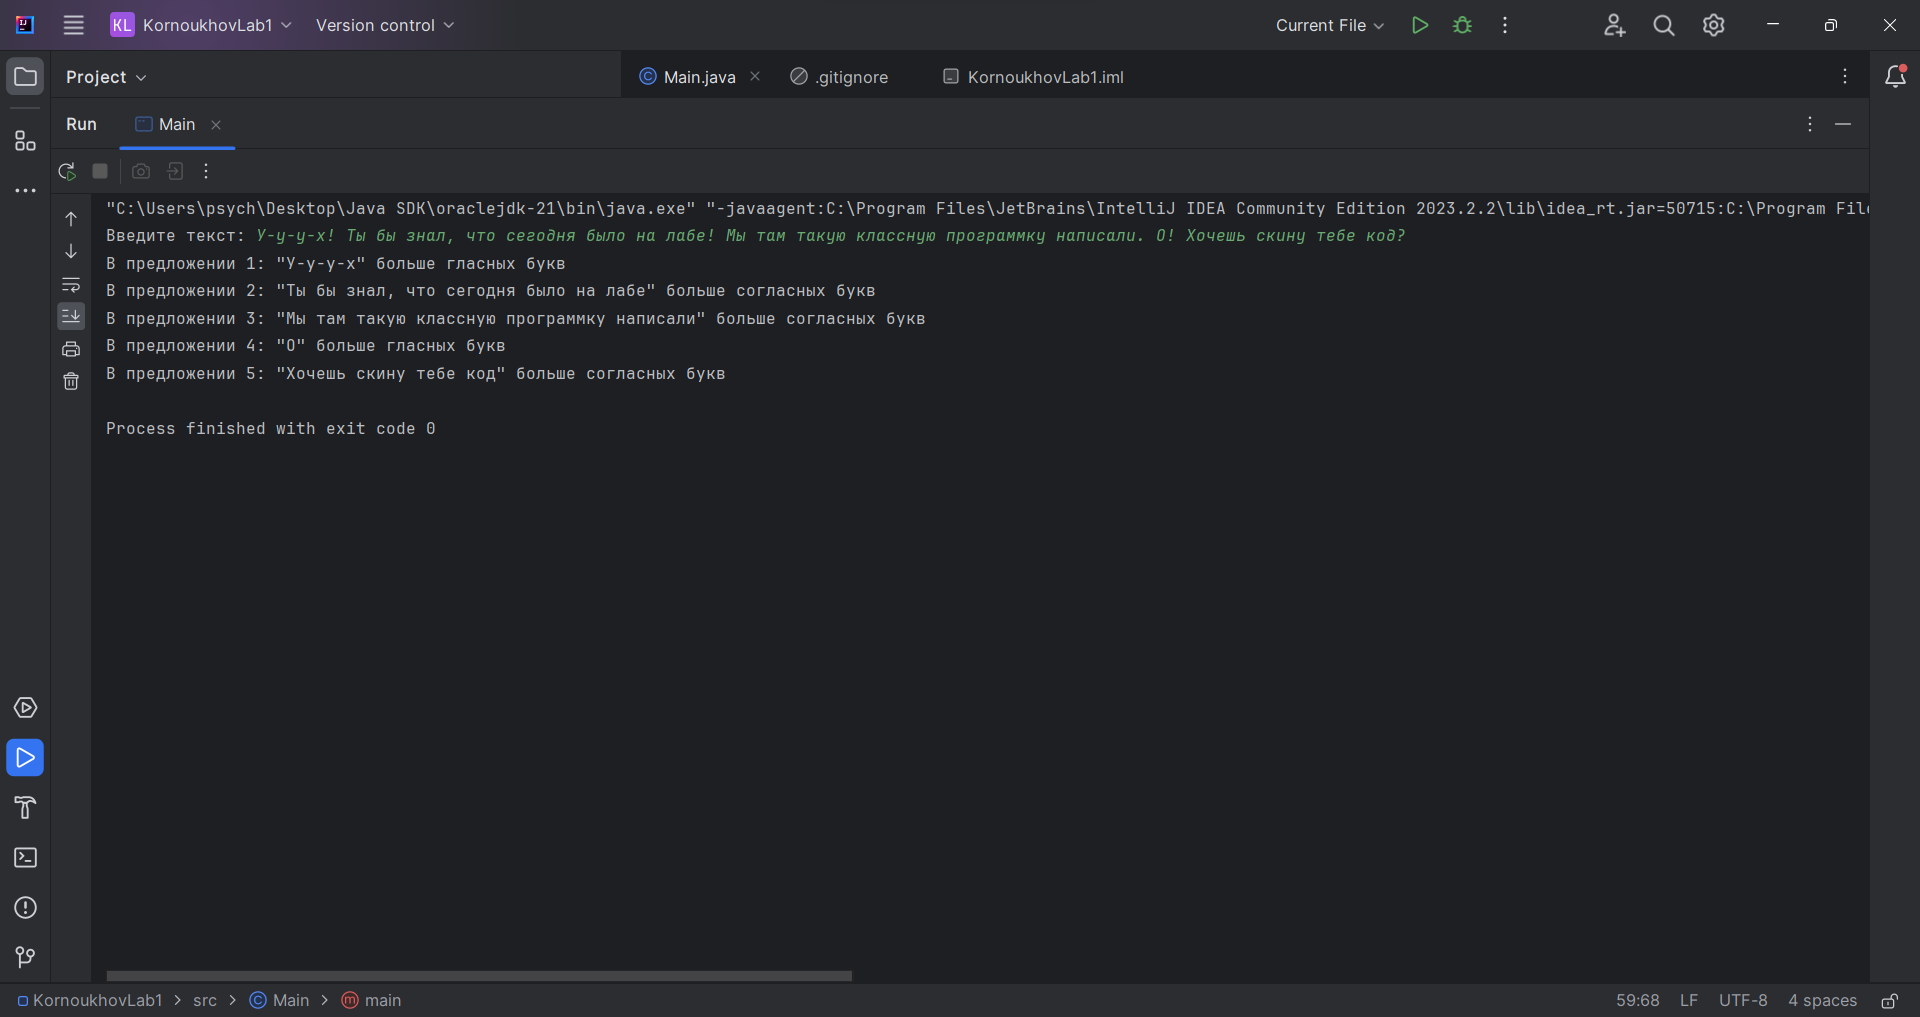 KL KornoukhovLab1 Version control Current File
Project Main.java .gitignore KornoukhovLab1.iml
Run Main
"C:\Users\psych\Desktop\Java SDK\oraclejdk-21\bin\java.exe" "-javaagent:C:\Program Files\JetBrains\IntelliJ IDEA Community Edition 2023.2.2\lib\idea_rt.jar=50715:C:\Program File
Введите текст: У-у-у-х! Ты бы знал, что сегодня было на лабе! Мы там такую классную программку написали. О! Хочешь скину тебе код?
В предложении 1: "У-у-у-х" больше гласных букв
В предложении 2: "Ты бы знал, что сегодня было на лабе" больше согласных букв
В предложении 3: "Мы там такую классную программку написали" больше согласных букв
В предложении 4: "О" больше гласных букв
В предложении 5: "Хочешь скину тебе код" больше согласных букв
Process finished with exit code 0
KornoukhovLab1 > src > Main > main 59:68 LF UTF-8 4 spaces